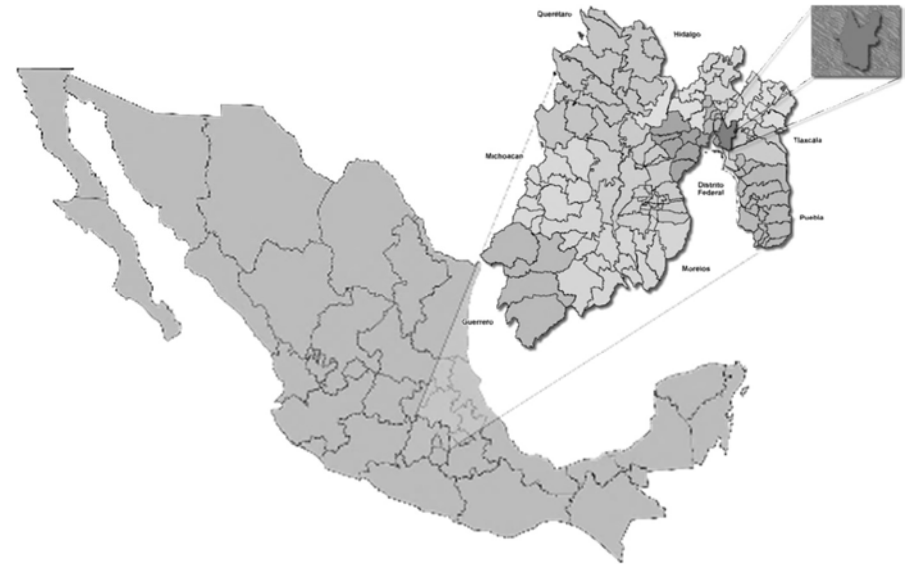 Querétaro
Hidalgo
Michoacan
Tlaxcala
Distrito
Federal
Puebla
Morelos
Guerrero